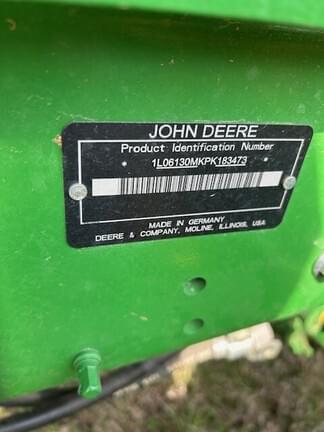 JOHN DEERE
Product Identification Number
1L06130MKPK183473
MADE IN GERMANY
DEERE & COMPANY, MOLINE, ILLINOIS, USA